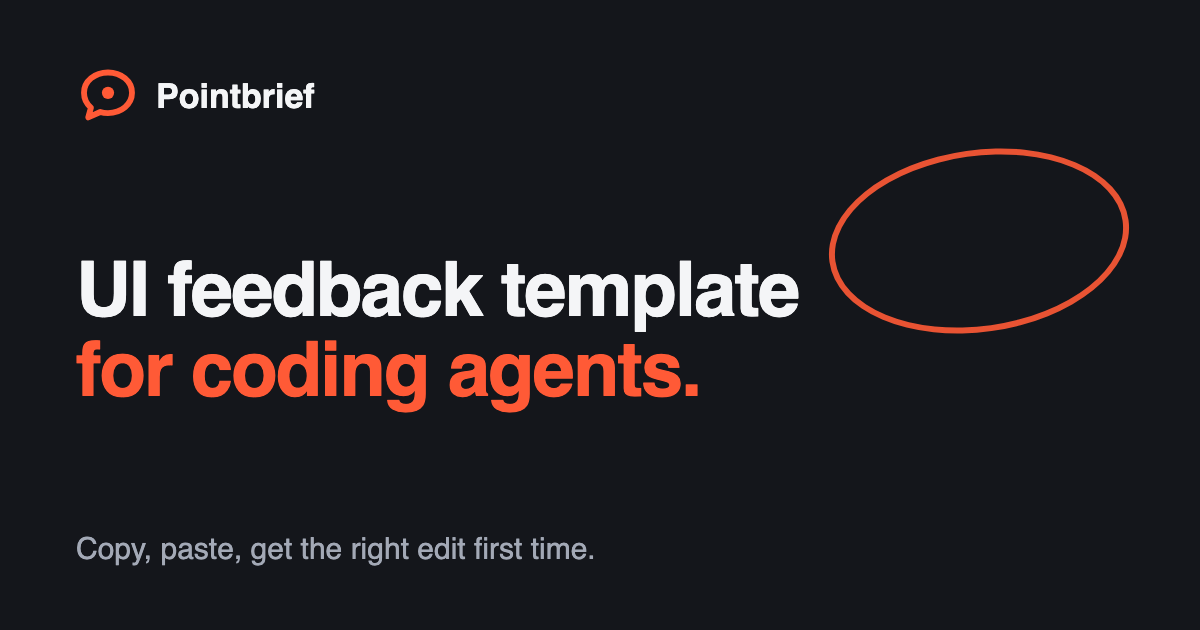 Pointbrief
UI feedback template
for coding agents.
Copy, paste, get the right edit first time.